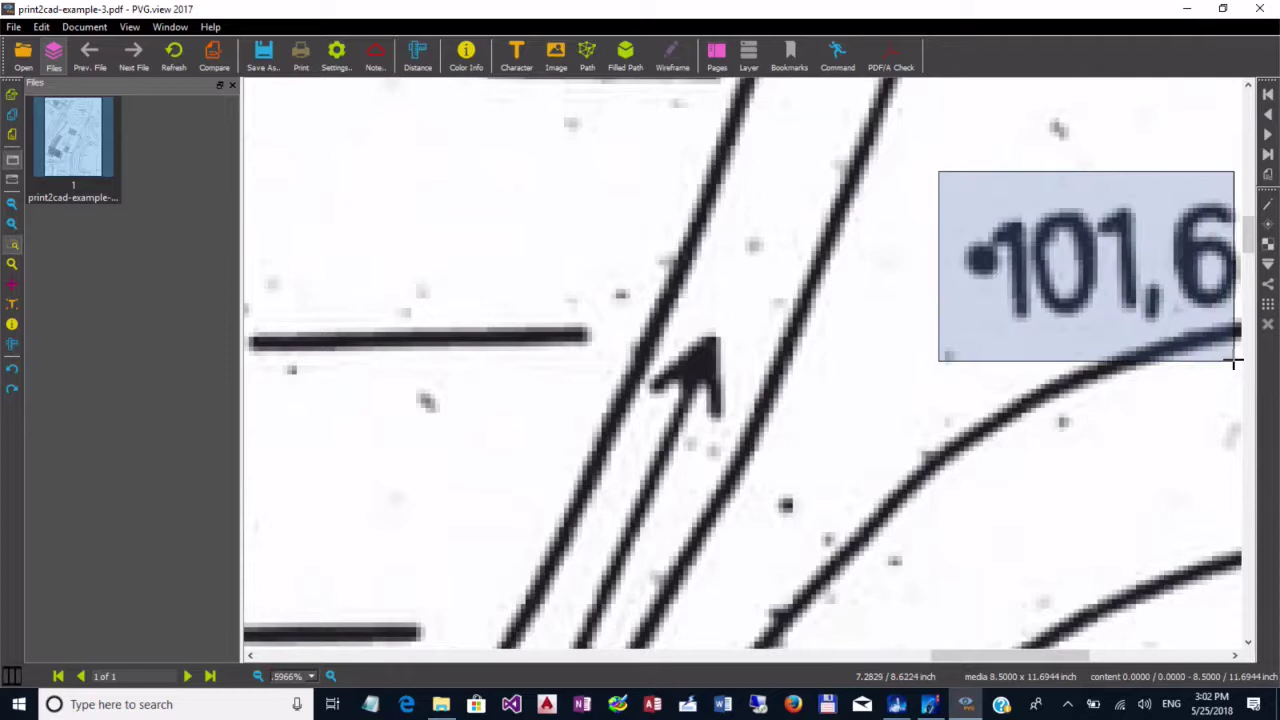 print2cad-example-3.pdf - PVG.view 2017
File Edit Document View Window Help
Open Files Prev. File Next File Refresh Compare Save As.. Print Settings.. Note.. Distance Color Info Character Image Path Filled Path Wireframe Pages Layer Bookmarks Command PDF/A Check
Files
1
print2cad-example-...
101,6
1 of 1
5966%
7.2829 / 8.6224 inch
media 8.5000 x 11.6944 inch
content 0.0000 / 0.0000 - 8.5000 / 11.6944 inch
Type here to search
ENG
3:02 PM
5/25/2018